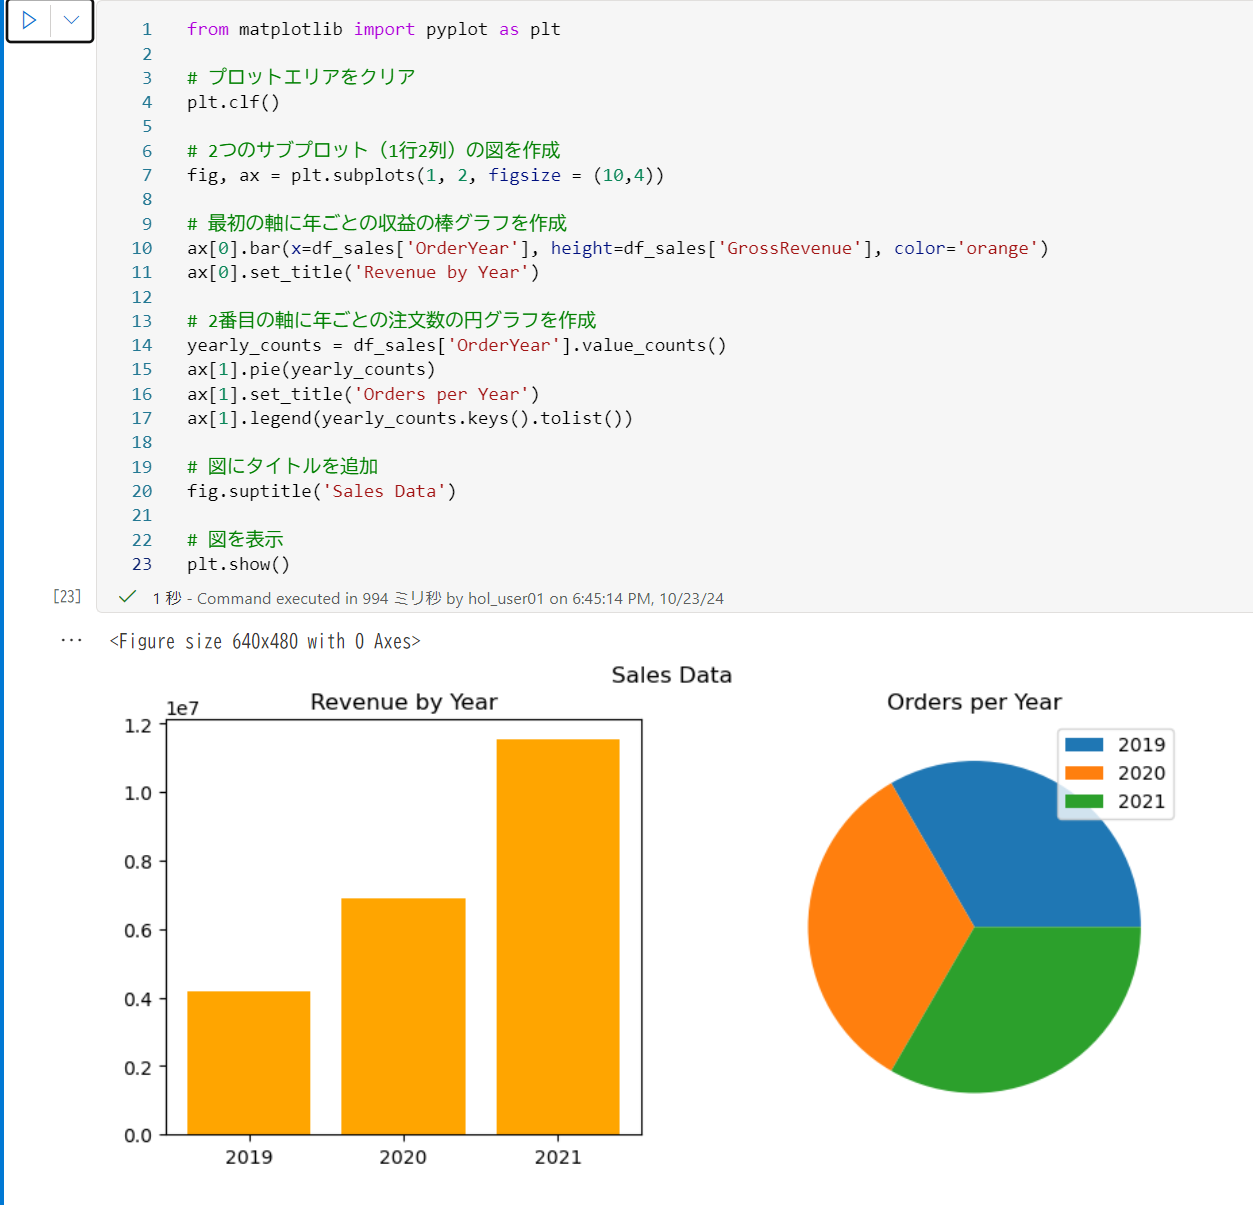 1 from matplotlib import pyplot as plt
2
3 # プロットエリアをクリア
4 plt.clf()
5
6 # 2つのサブプロット（1行2列）の図を作成
7 fig, ax = plt.subplots(1, 2, figsize = (10,4))
8
9 # 最初の軸に年ごとの収益の棒グラフを作成
10 ax[0].bar(x=df_sales['OrderYear'], height=df_sales['GrossRevenue'], color='orange')
11 ax[0].set_title('Revenue by Year')
12
13 # 2番目の軸に年ごとの注文数の円グラフを作成
14 yearly_counts = df_sales['OrderYear'].value_counts()
15 ax[1].pie(yearly_counts)
16 ax[1].set_title('Orders per Year')
17 ax[1].legend(yearly_counts.keys().tolist())
18
19 # 図にタイトルを追加
20 fig.suptitle('Sales Data')
21
22 # 図を表示
23 plt.show()
[23] 1 秒 - Command executed in 994 ミリ秒 by hol_user01 on 6:45:14 PM, 10/23/24
... <Figure size 640x480 with 0 Axes>
Sales Data
Revenue by Year
1e7
1.2
1.0
0.8
0.6
0.4
0.2
0.0
2019 2020 2021
Orders per Year
2019
2020
2021